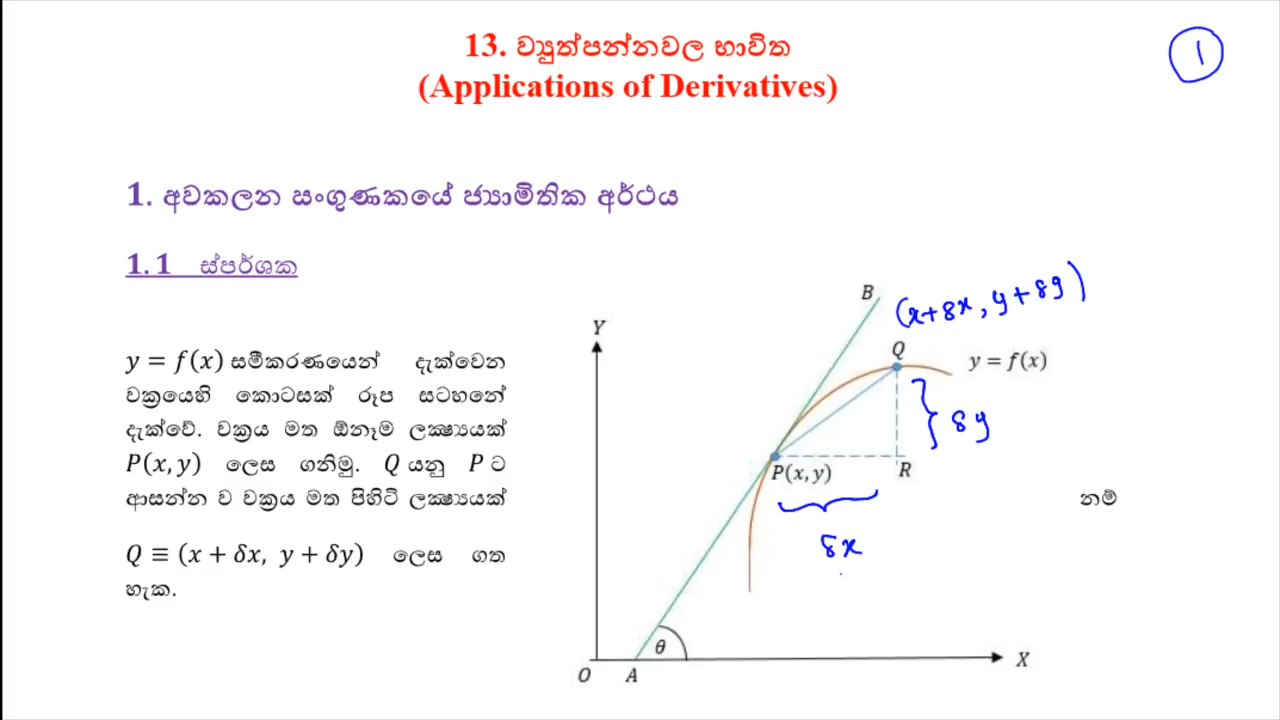 13. ව්‍යුත්පන්නවල භාවිත
(Applications of Derivatives)
1
1. අවකලන සංගුණකයේ ජ්‍යාමිතික අර්ථය
1.1 ස්පර්ශක
y = f(x) සමීකරණයෙන් දැක්වෙන
වක්‍රයෙහි කොටසක් රූප සටහනේ
දැක්වේ. වක්‍රය මත ඕනෑම ලක්ෂ්‍යයක්
P(x, y) ලෙස ගනිමු. Q යනු P ට
ආසන්න ව වක්‍රය මත පිහිටි ලක්ෂ්‍යයක් නම්
Q ≡ (x + δx, y + δy) ලෙස ගත
හැක.
B
(x+δx, y+δy)
Y
Q
y = f(x)
δy
P(x, y)
R
δx
θ
X
O
A